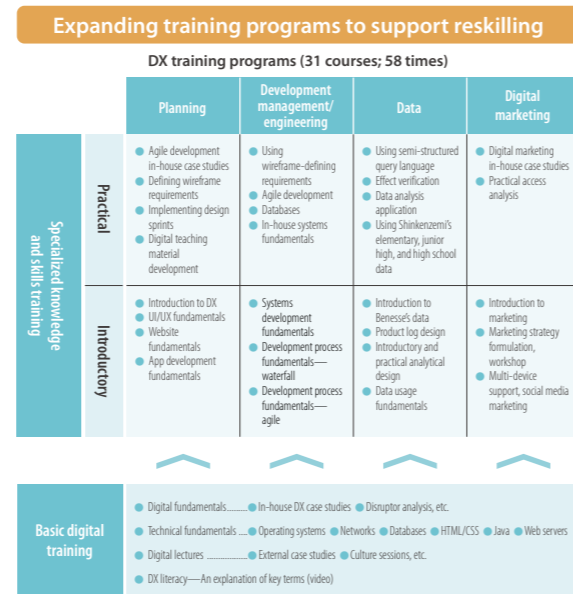 Expanding training programs to support reskilling
DX training programs (31 courses; 58 times)
Planning
Development
management/
engineering
Data
Digital
marketing
Specialized knowledge
and skills training
Practical
● Agile development
in-house case studies
● Defining wireframe
requirements
● Implementing design
sprints
● Digital teaching
material
development
● Using
wireframe-defining
requirements
● Agile development
● Databases
● In-house systems
fundamentals
● Using semi-structured
query language
● Effect verification
● Data analysis
application
● Using Shinkenzemi's
elementary, junior
high, and high school
data
● Digital marketing
in-house case studies
● Practical access
analysis
Introductory
● Introduction to DX
● UI/UX fundamentals
● Website
fundamentals
● App development
fundamentals
● Systems
development
fundamentals
● Development process
fundamentals—
waterfall
● Development process
fundamentals—
agile
● Introduction to
Benesse's data
● Product log design
● Introductory and
practical analytical
design
● Data usage
fundamentals
● Introduction to
marketing
● Marketing strategy
formulation,
workshop
● Multi-device
support, social media
marketing
Basic digital
training
● Digital fundamentals........● In-house DX case studies ● Disruptor analysis, etc.
● Technical fundamentals....● Operating systems ● Networks ● Databases ● HTML/CSS ● Java ● Web servers
● Digital lectures ................● External case studies ● Culture sessions, etc.
● DX literacy—An explanation of key terms (video)